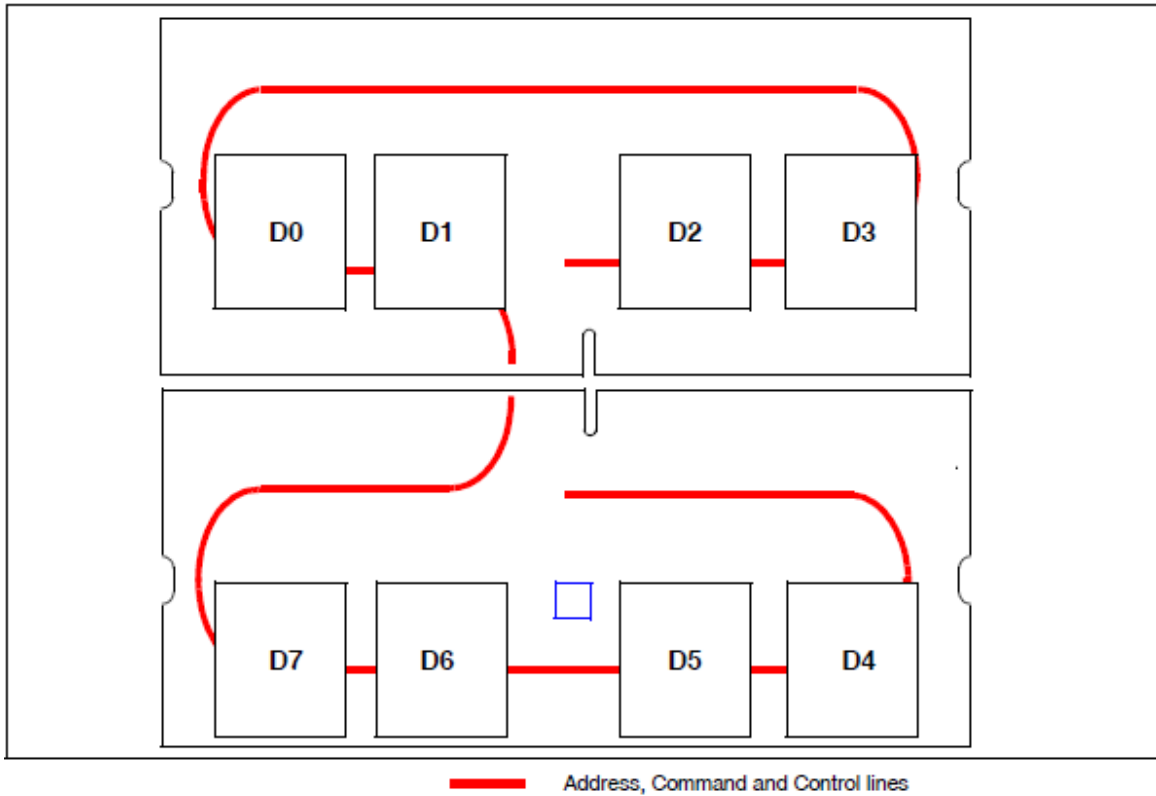 D0 D1 D2 D3
D7 D6 D5 D4
Address, Command and Control lines